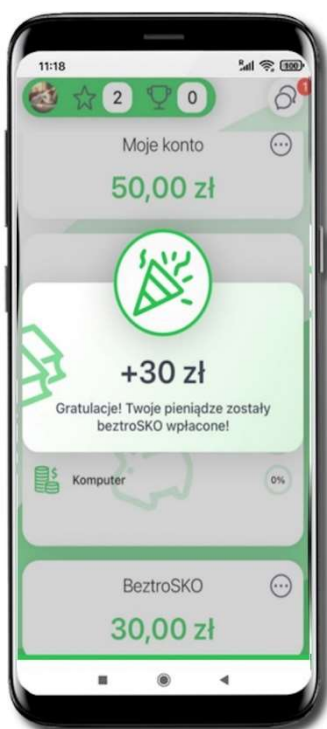 11:18
R
100
2
0
1
Moje konto
50,00 zł
+30 zł
Gratulacje! Twoje pieniądze zostały
beztroSKO wpłacone!
Komputer
0%
BeztroSKO
30,00 zł